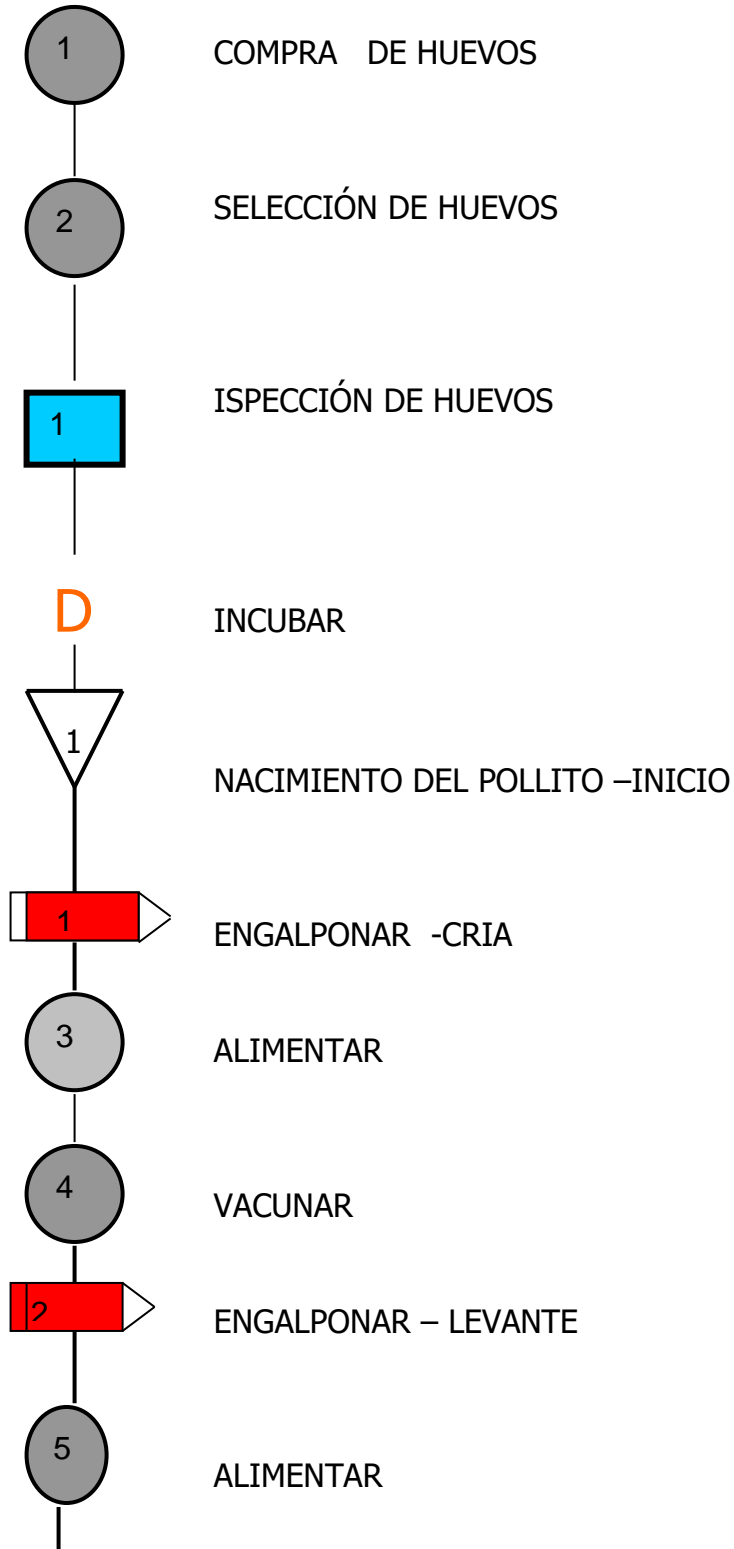 1 COMPRA DE HUEVOS
2 SELECCIÓN DE HUEVOS
1 ISPECCIÓN DE HUEVOS
D INCUBAR
1 NACIMIENTO DEL POLLITO –INICIO
1 ENGALPONAR -CRIA
3 ALIMENTAR
4 VACUNAR
2 ENGALPONAR – LEVANTE
5 ALIMENTAR